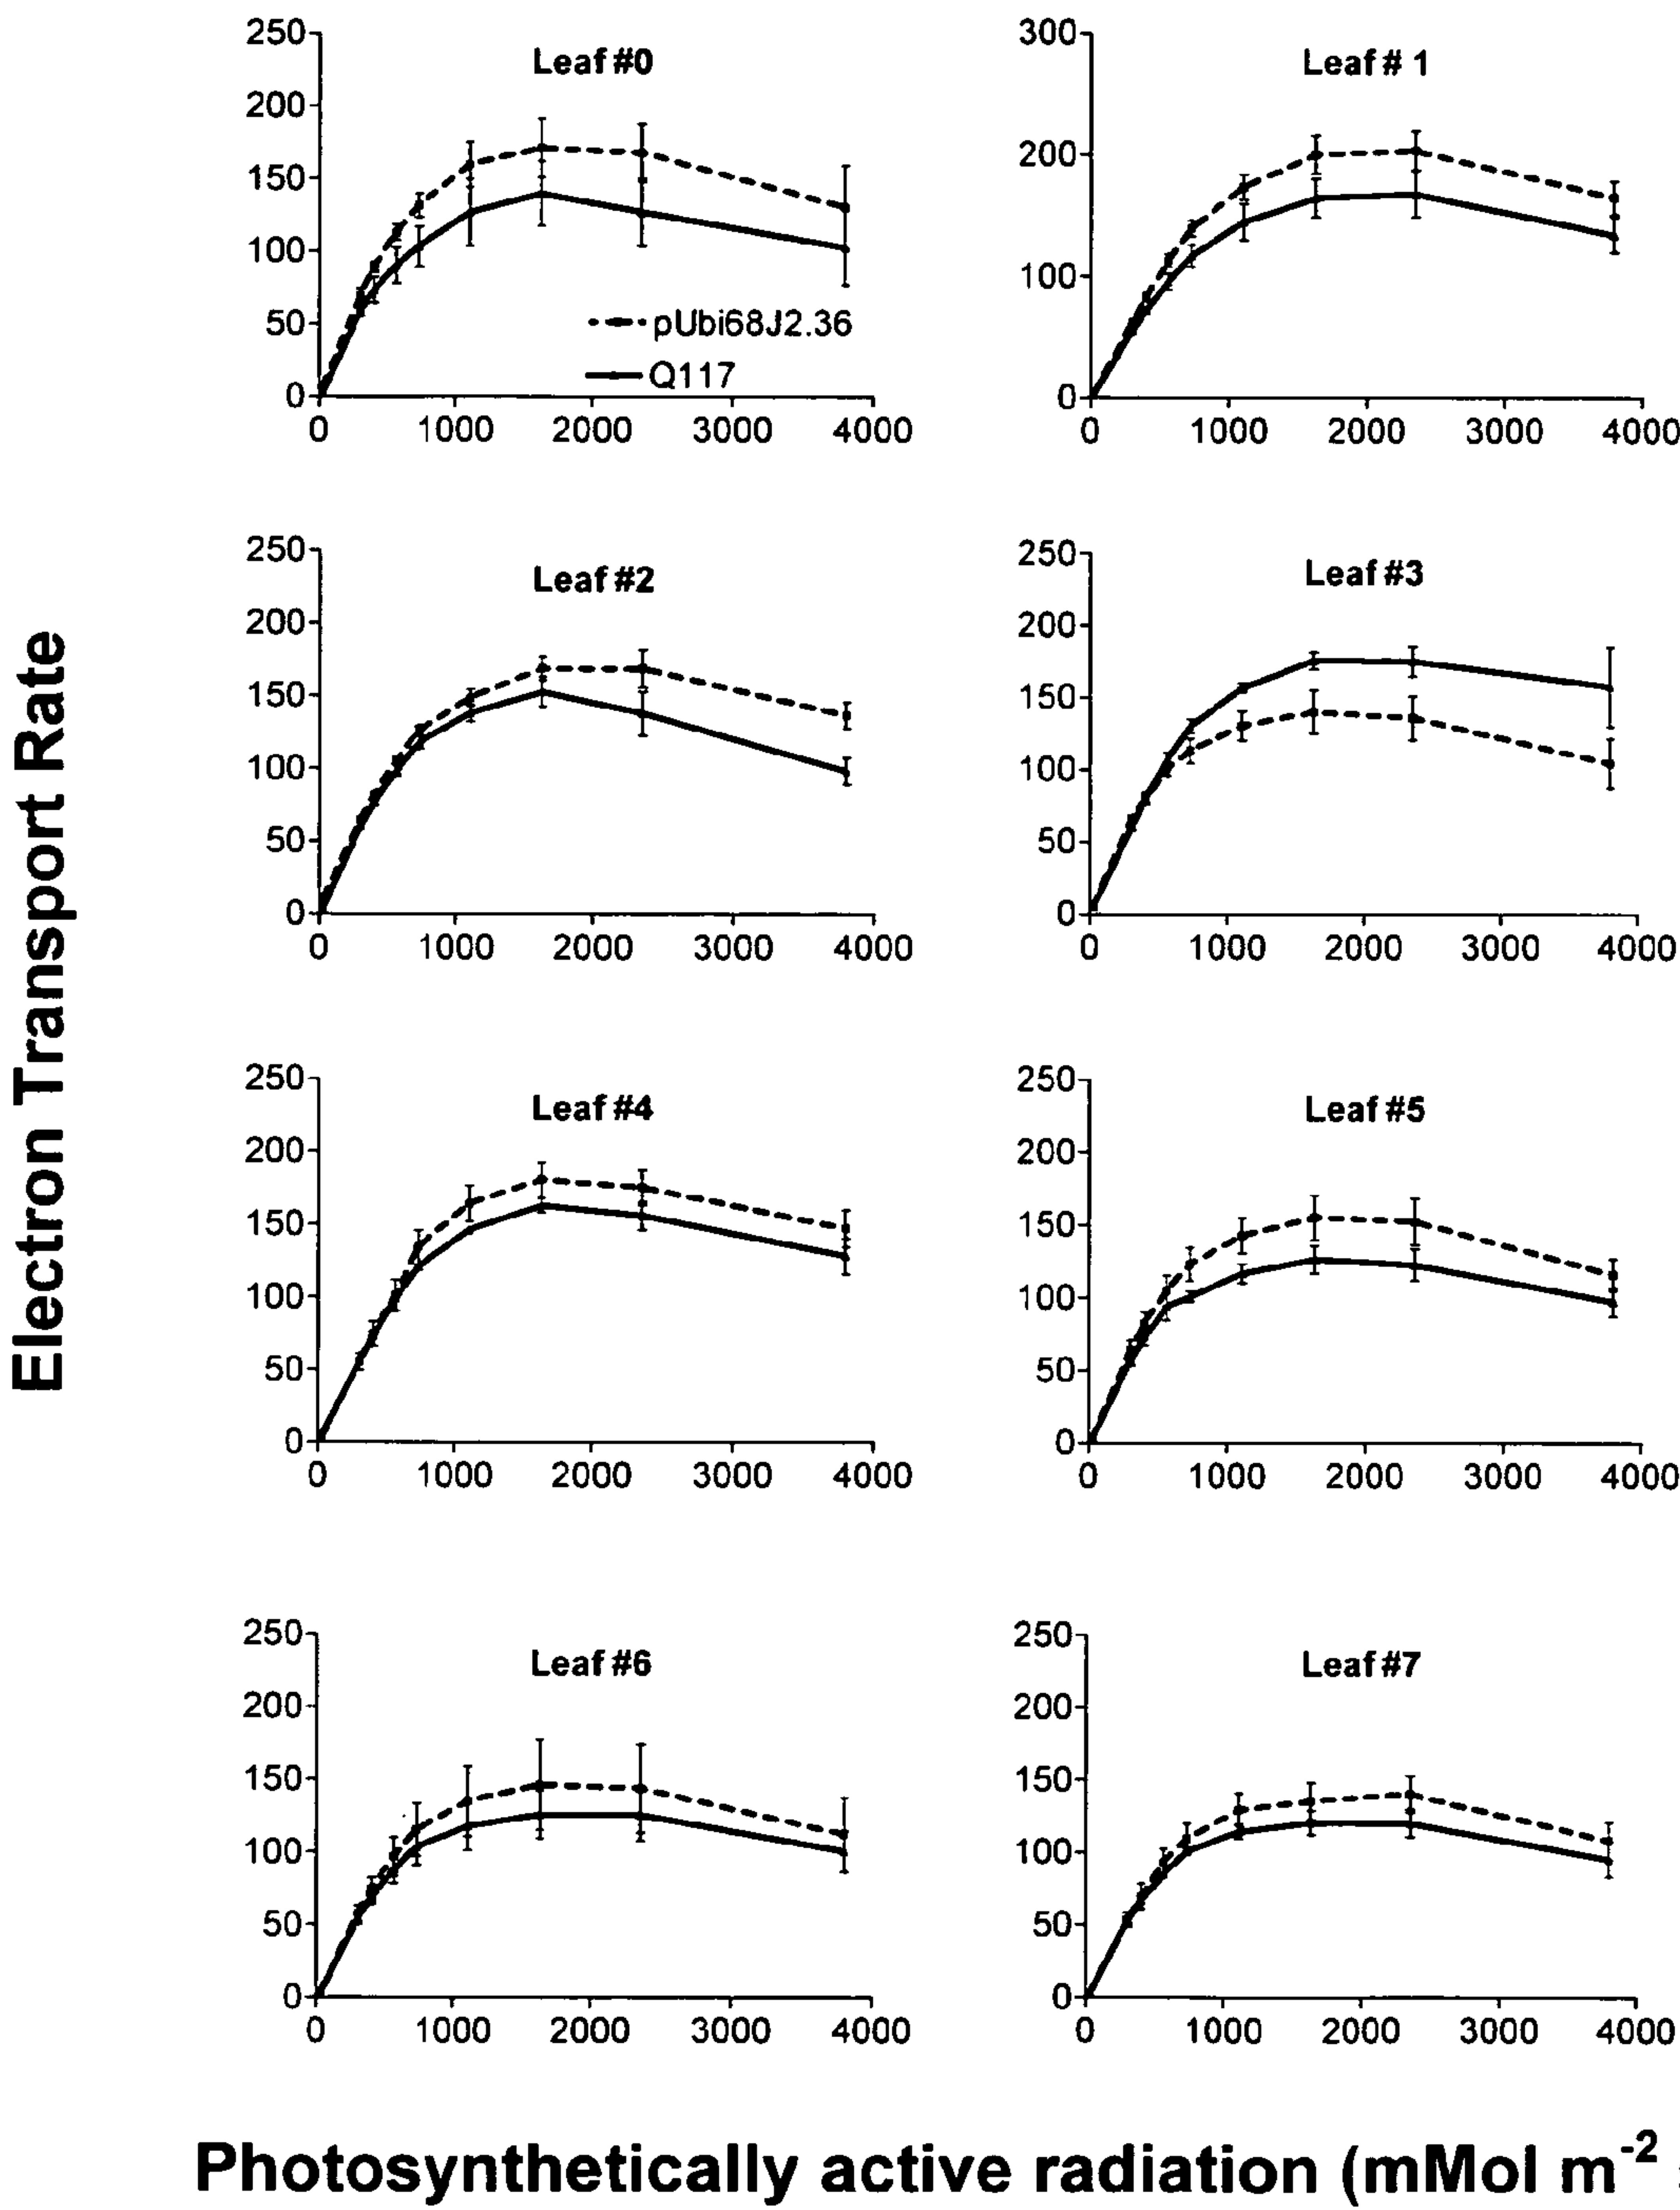 Electron Transport Rate
Leaf #0
250
200
150
100
50
0
pUbi68J2.36
Q117
0 1000 2000 3000 4000
Leaf # 1
300
200
100
0
0 1000 2000 3000 4000
Leaf #2
250
200
150
100
50
0
0 1000 2000 3000 4000
Leaf #3
250
200
150
100
50
0
0 1000 2000 3000 4000
Leaf #4
250
200
150
100
50
0
0 1000 2000 3000 4000
Leaf #5
250
200
150
100
50
0
0 1000 2000 3000 4000
Leaf #6
250
200
150
100
50
0
0 1000 2000 3000 4000
Leaf #7
250
200
150
100
50
0
0 1000 2000 3000 4000
Photosynthetically active radiation (mMol m-2